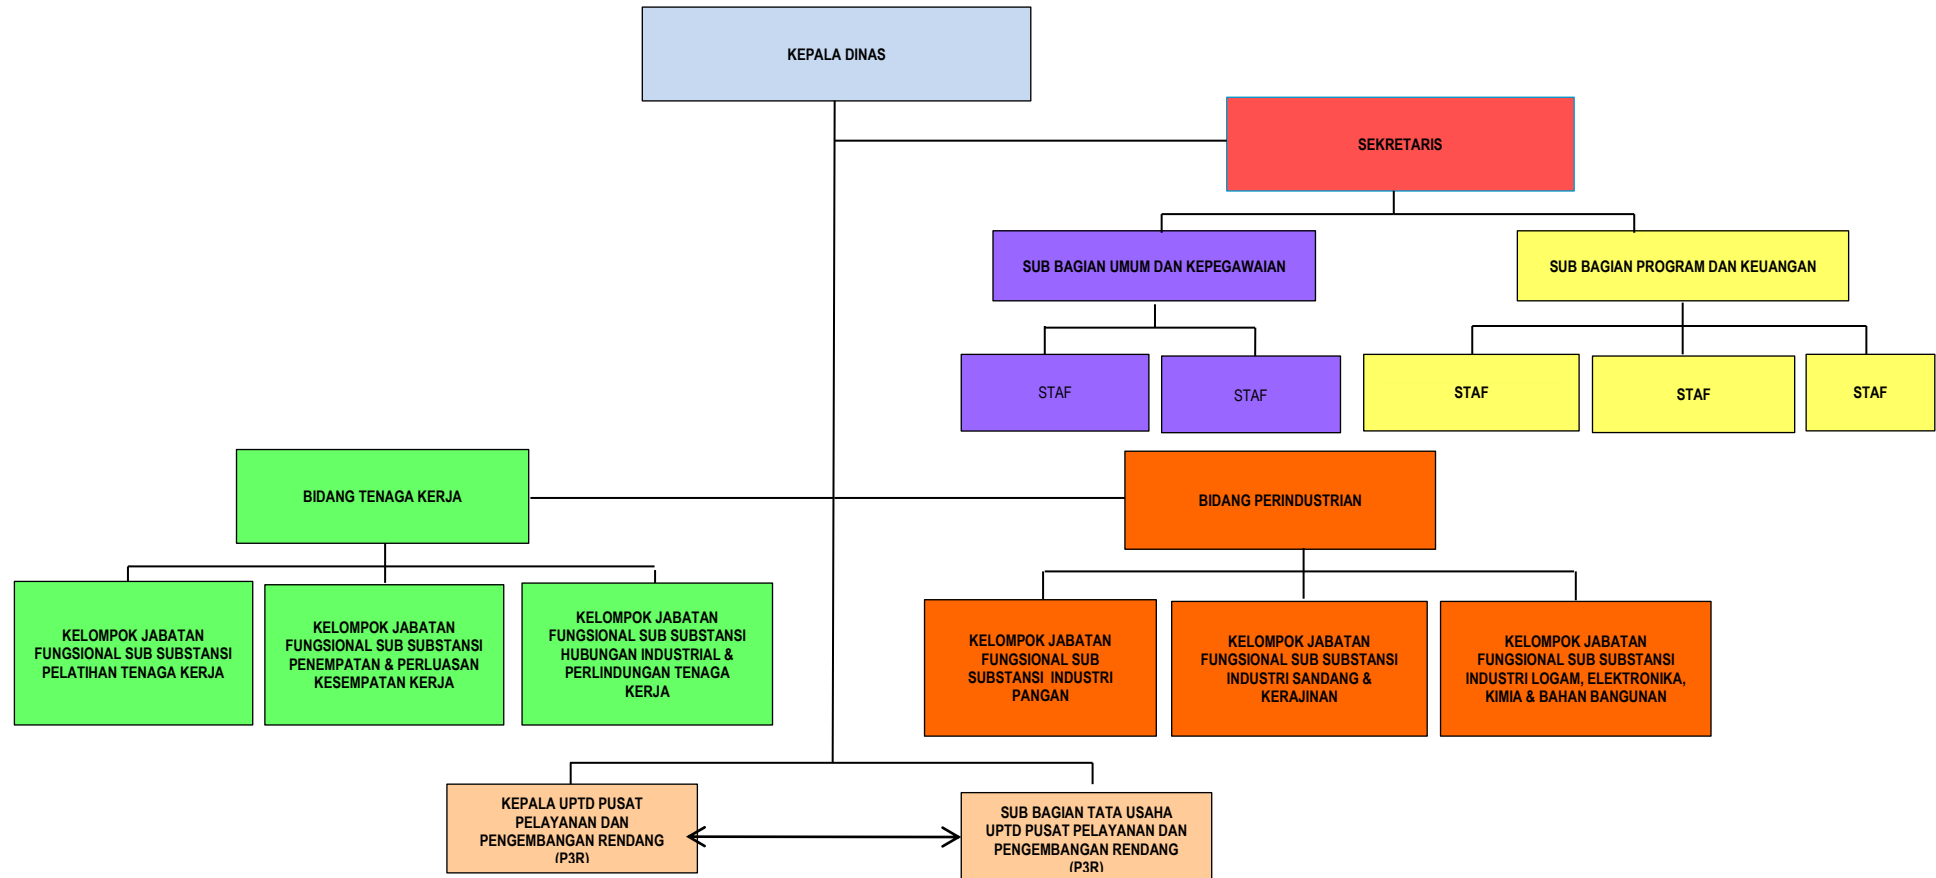 KEPALA DINAS
SEKRETARIS
SUB BAGIAN UMUM DAN KEPEGAWAIAN
SUB BAGIAN PROGRAM DAN KEUANGAN
STAF
STAF
STAF
STAF
STAF
BIDANG TENAGA KERJA
BIDANG PERINDUSTRIAN
KELOMPOK JABATAN
FUNGSIONAL SUB SUBSTANSI
PELATIHAN TENAGA KERJA
KELOMPOK JABATAN
FUNGSIONAL SUB SUBSTANSI
PENEMPATAN & PERLUASAN
KESEMPATAN KERJA
KELOMPOK JABATAN
FUNGSIONAL SUB SUBSTANSI
HUBUNGAN INDUSTRIAL &
PERLINDUNGAN TENAGA
KERJA
KELOMPOK JABATAN
FUNGSIONAL SUB
SUBSTANSI INDUSTRI
PANGAN
KELOMPOK JABATAN
FUNGSIONAL SUB SUBSTANSI
INDUSTRI SANDANG &
KERAJINAN
KELOMPOK JABATAN
FUNGSIONAL SUB SUBSTANSI
INDUSTRI LOGAM, ELEKTRONIKA,
KIMIA & BAHAN BANGUNAN
KEPALA UPTD PUSAT
PELAYANAN DAN
PENGEMBANGAN RENDANG
(P3R)
SUB BAGIAN TATA USAHA
UPTD PUSAT PELAYANAN DAN
PENGEMBANGAN RENDANG
(P3R)